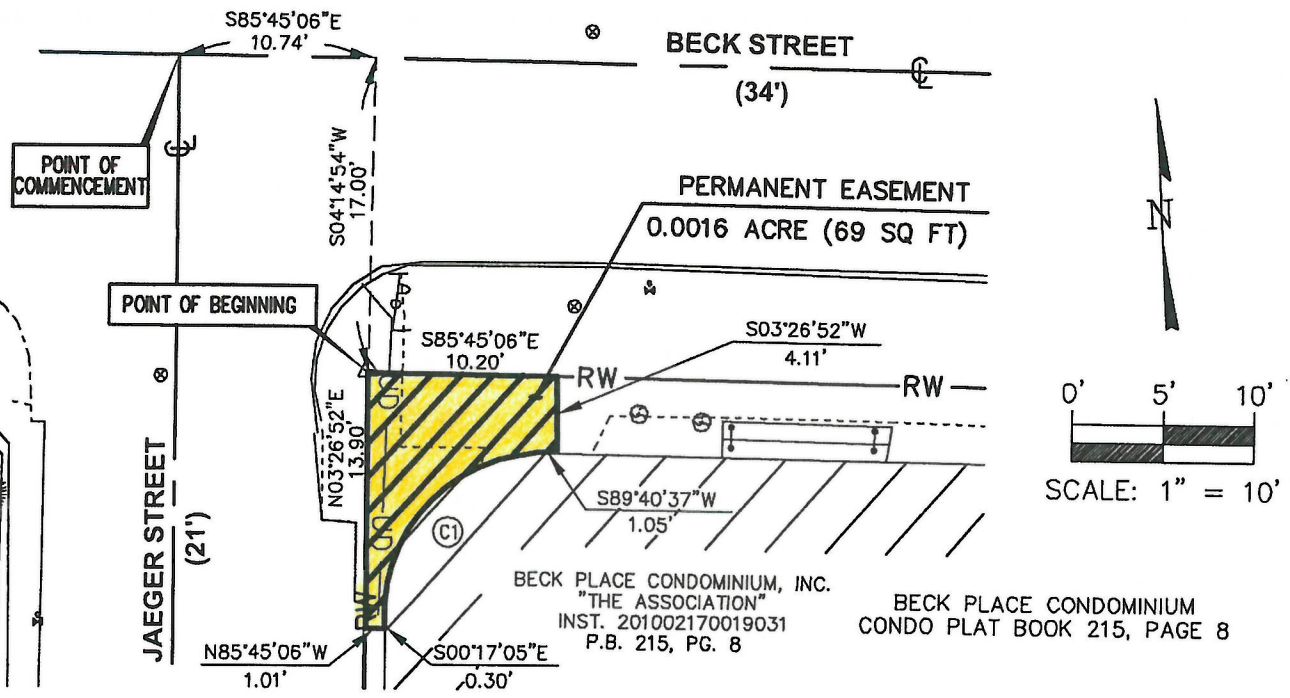 S85°45'06"E
10.74'
BECK STREET
(34')
POINT OF
COMMENCEMENT
S04°14'54"W
17.00'
PERMANENT EASEMENT
0.0016 ACRE (69 SQ FT)
N
POINT OF BEGINNING
S85°45'06"E
10.20'
S03°26'52"W
4.11'
RW
RW
0' 5' 10'
SCALE: 1" = 10'
N03°26'52"E
13.90'
S89°40'37"W
1.05'
C1
JAEGER STREET
(21')
RW
BECK PLACE CONDOMINIUM, INC.
"THE ASSOCIATION"
INST. 201002170019031
P.B. 215, PG. 8
BECK PLACE CONDOMINIUM
CONDO PLAT BOOK 215, PAGE 8
N85°45'06"W
1.01'
S00°17'05"E
0.30'